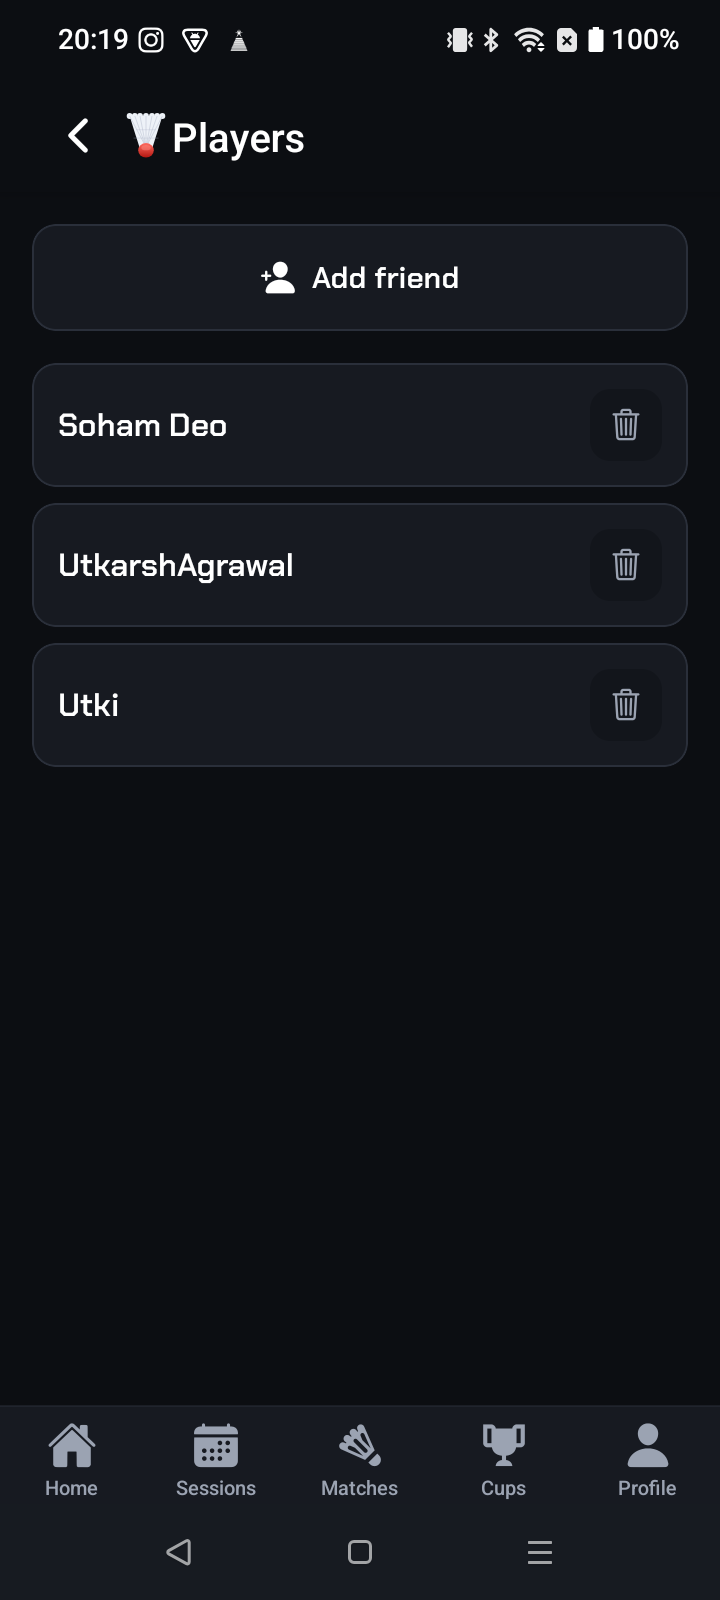 20:19 100%
Players
Add friend
Soham Deo
UtkarshAgrawal
Utki
Home Sessions Matches Cups Profile